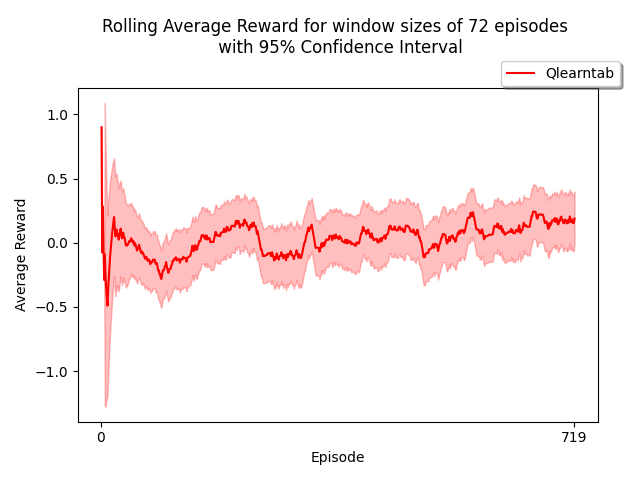 Rolling Average Reward for window sizes of 72 episodes
with 95% Confidence Interval
Qlearntab
1.0
0.5
0.0
−0.5
−1.0
Average Reward
0
719
Episode